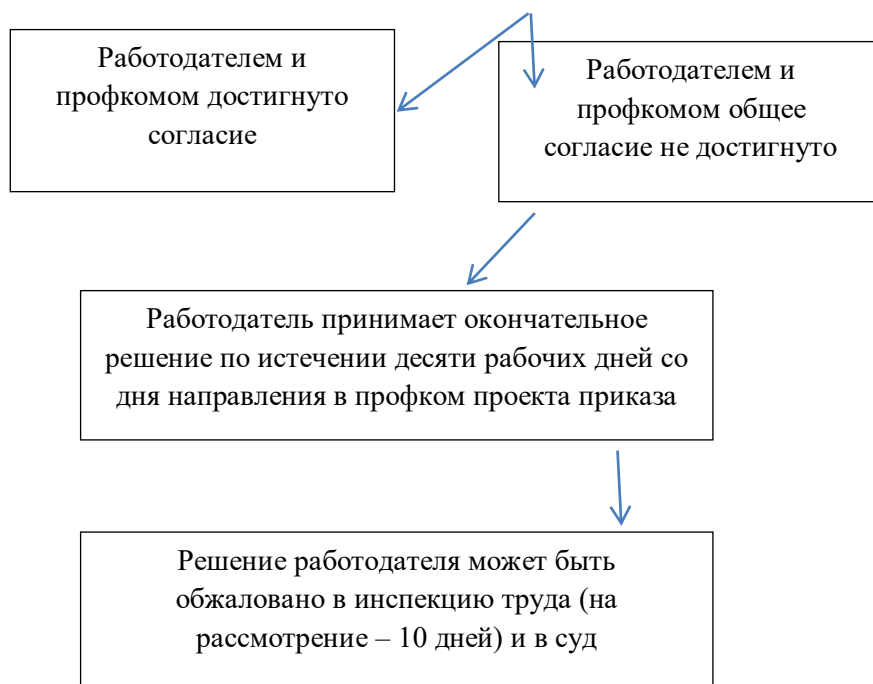 Работодателем и
профкомом достигнуто
согласие
Работодателем и
профкомом общее
согласие не достигнуто
Работодатель принимает окончательное
решение по истечении десяти рабочих дней со
дня направления в профком проекта приказа
Решение работодателя может быть
обжаловано в инспекцию труда (на
рассмотрение – 10 дней) и в суд